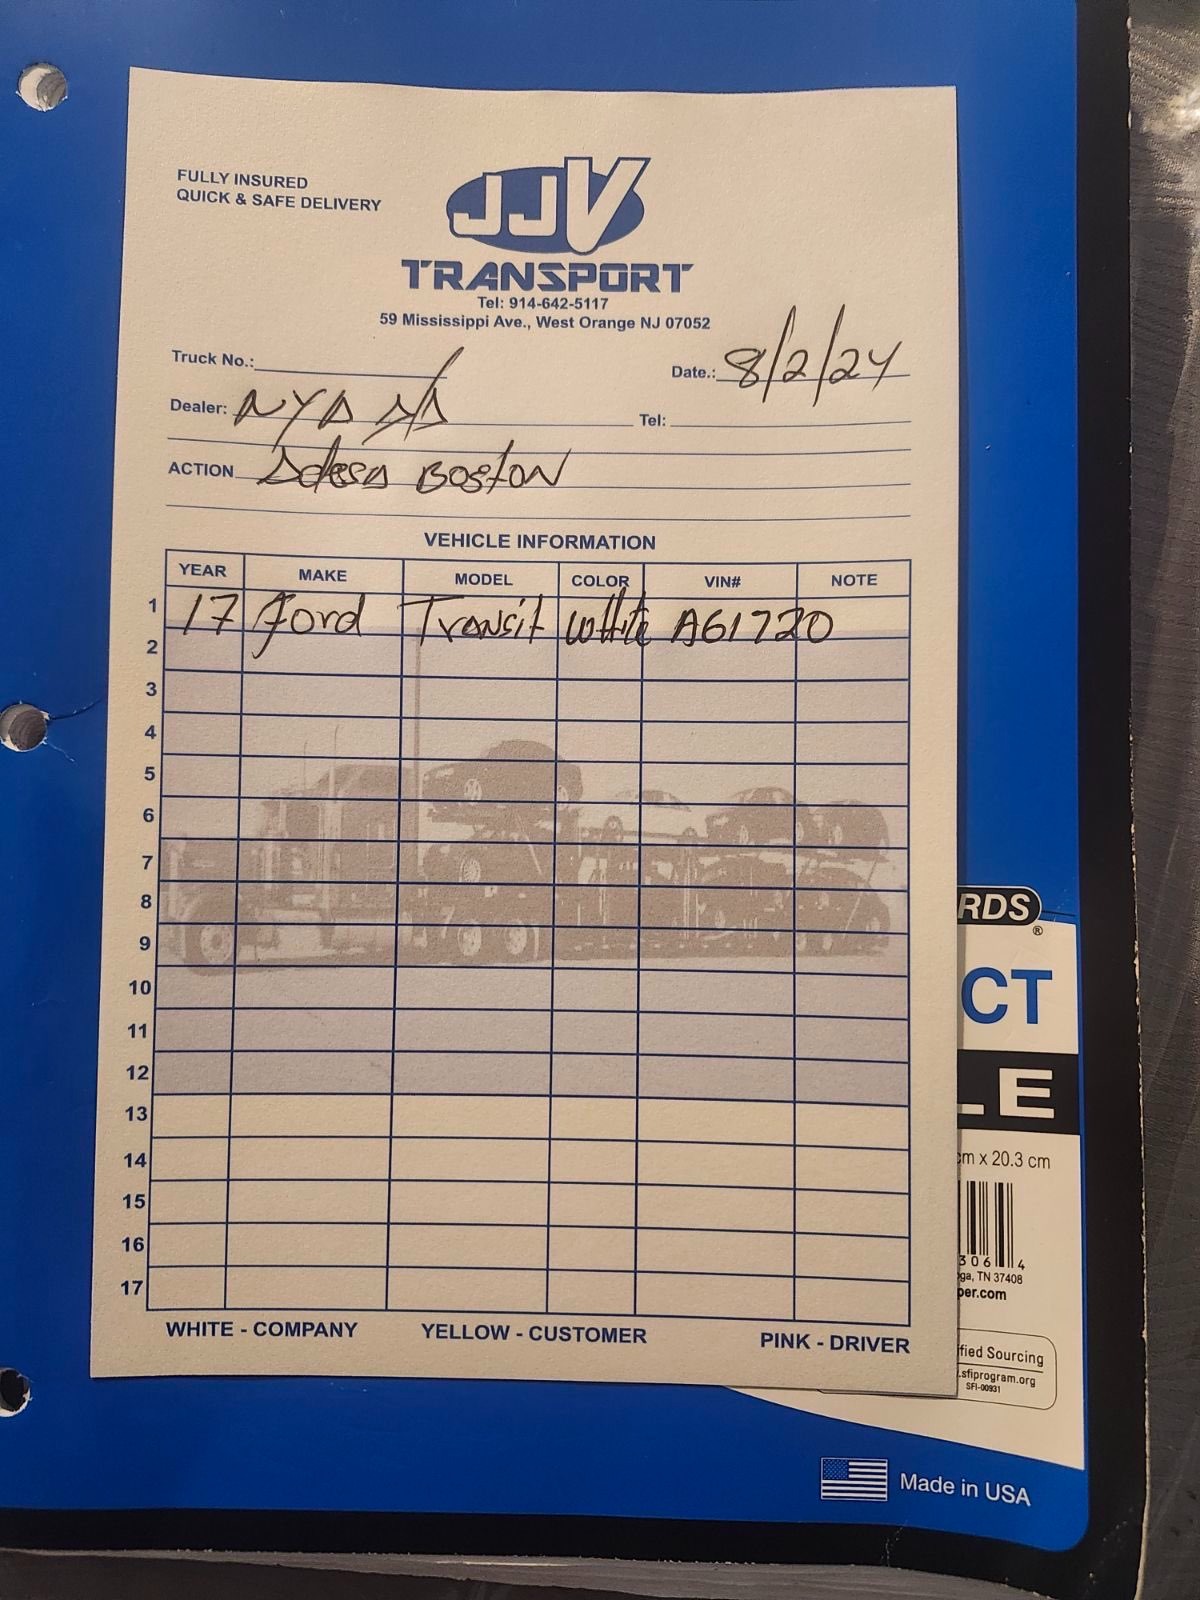 FULLY INSURED
QUICK & SAFE DELIVERY
JJV
TRANSPORT
Tel: 914-642-5117
59 Mississippi Ave., West Orange NJ 07052
Truck No.:
Date.: 8/2/24
Dealer: NYA AA
Tel:
ACTION Adesa Boston
VEHICLE INFORMATION
YEAR MAKE MODEL COLOR VIN# NOTE
1 17 Ford Transit White A61720
2
3
4
5
6
7
8
9
10
11
12
13
14
15
16
17
WHITE - COMPANY YELLOW - CUSTOMER PINK - DRIVER
RDS
®
CT
LE
cm x 20.3 cm
306 4
ga, TN 37408
per.com
fied Sourcing
.sfiprogram.org
SFI-00931
Made in USA